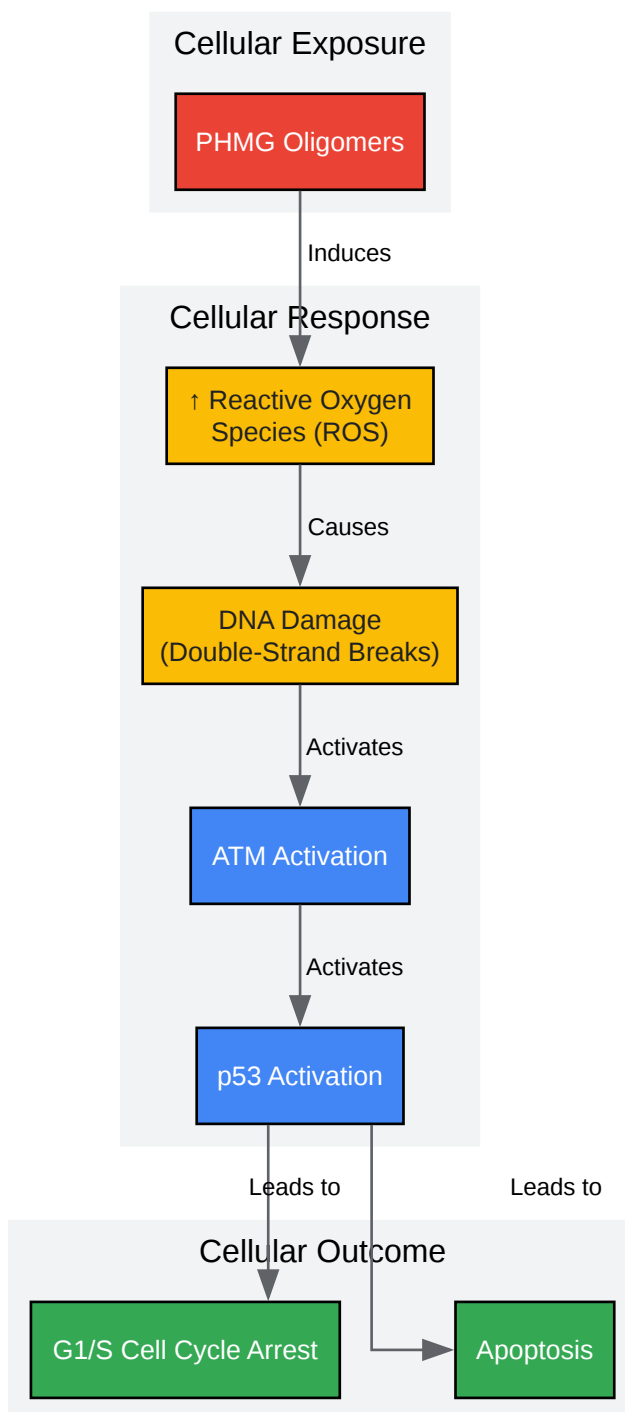 Cellular Exposure
PHMG Oligomers
Induces
Cellular Response
↑ Reactive Oxygen
Species (ROS)
Causes
DNA Damage
(Double-Strand Breaks)
Activates
ATM Activation
Activates
p53 Activation
Leads to
Leads to
Cellular Outcome
G1/S Cell Cycle Arrest
Apoptosis